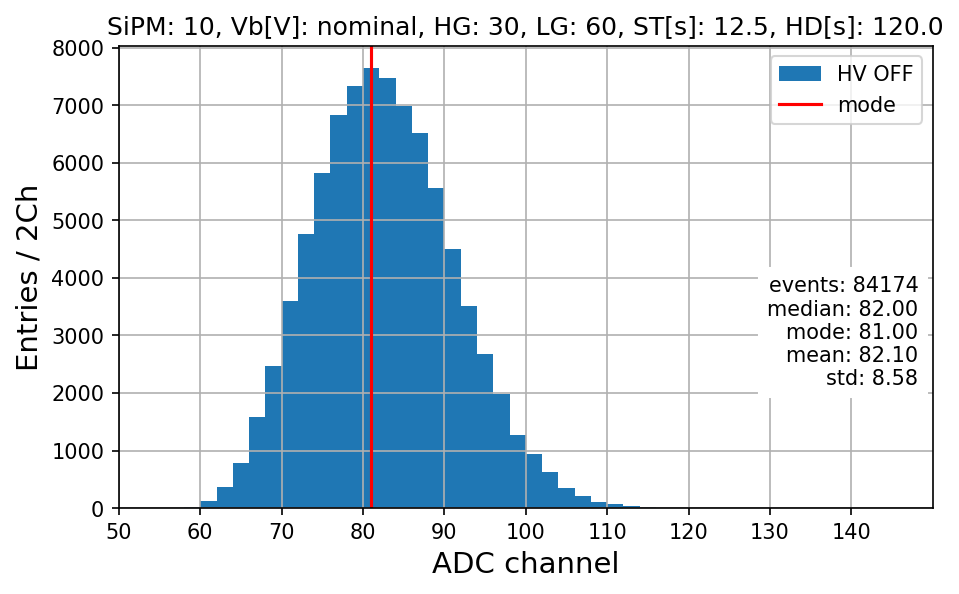 SiPM: 10, Vb[V]: nominal, HG: 30, LG: 60, ST[s]: 12.5, HD[s]: 120.0
8000
7000
6000
5000
4000
3000
2000
1000
0
Entries / 2Ch
HV OFF
mode
events: 84174
median: 82.00
mode: 81.00
mean: 82.10
std: 8.58
50 60 70 80 90 100 110 120 130 140
ADC channel